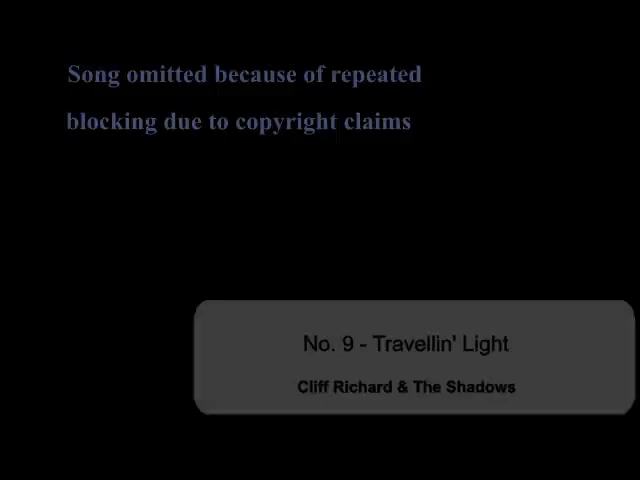 Song omitted because of repeated
blocking due to copyright claims
No. 9 - Travellin' Light
Cliff Richard & The Shadows